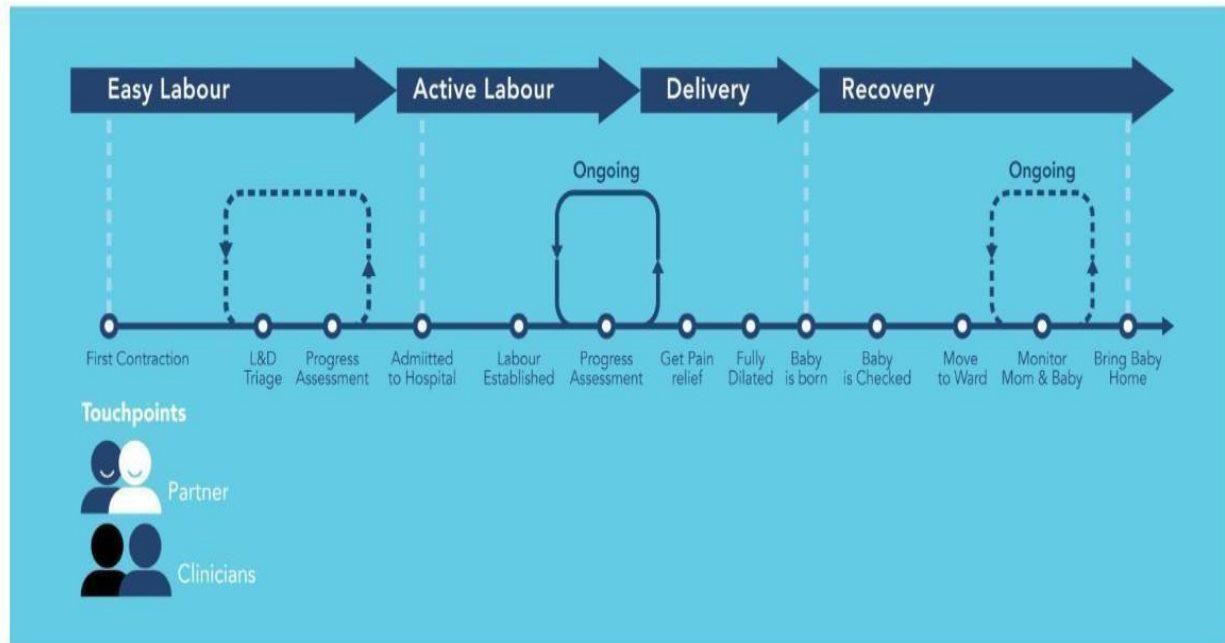 Easy Labour
Active Labour
Delivery
Recovery
Ongoing
Ongoing
First Contraction
L&D
Triage
Progress
Assessment
Admiitted
to Hospital
Labour
Established
Progress
Assessment
Get Pain
relief
Fully
Dilated
Baby
is born
Baby
is Checked
Move
to Ward
Monitor
Mom & Baby
Bring Baby
Home
Touchpoints
Partner
Clinicians